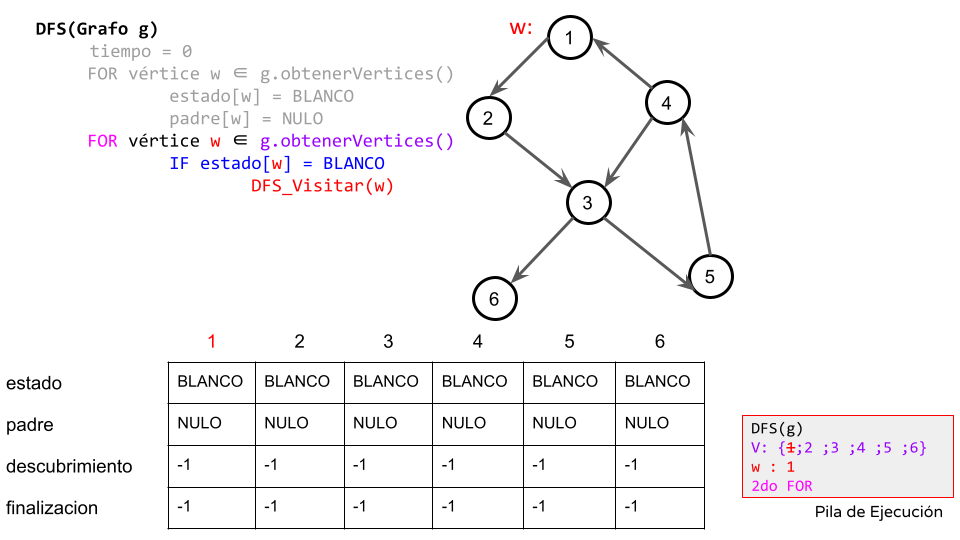 DFS(Grafo g)
tiempo = 0
FOR vértice w ∈ g.obtenerVertices()
estado[w] = BLANCO
padre[w] = NULO
FOR vértice w ∈ g.obtenerVertices()
IF estado[w] = BLANCO
DFS_Visitar(w)
w:
1
2
4
3
5
6
1 2 3 4 5 6
estado BLANCO BLANCO BLANCO BLANCO BLANCO BLANCO
padre NULO NULO NULO NULO NULO NULO
descubrimiento -1 -1 -1 -1 -1 -1
finalizacion -1 -1 -1 -1 -1 -1
DFS(g)
V: {1;2 ;3 ;4 ;5 ;6}
w : 1
2do FOR
Pila de Ejecución